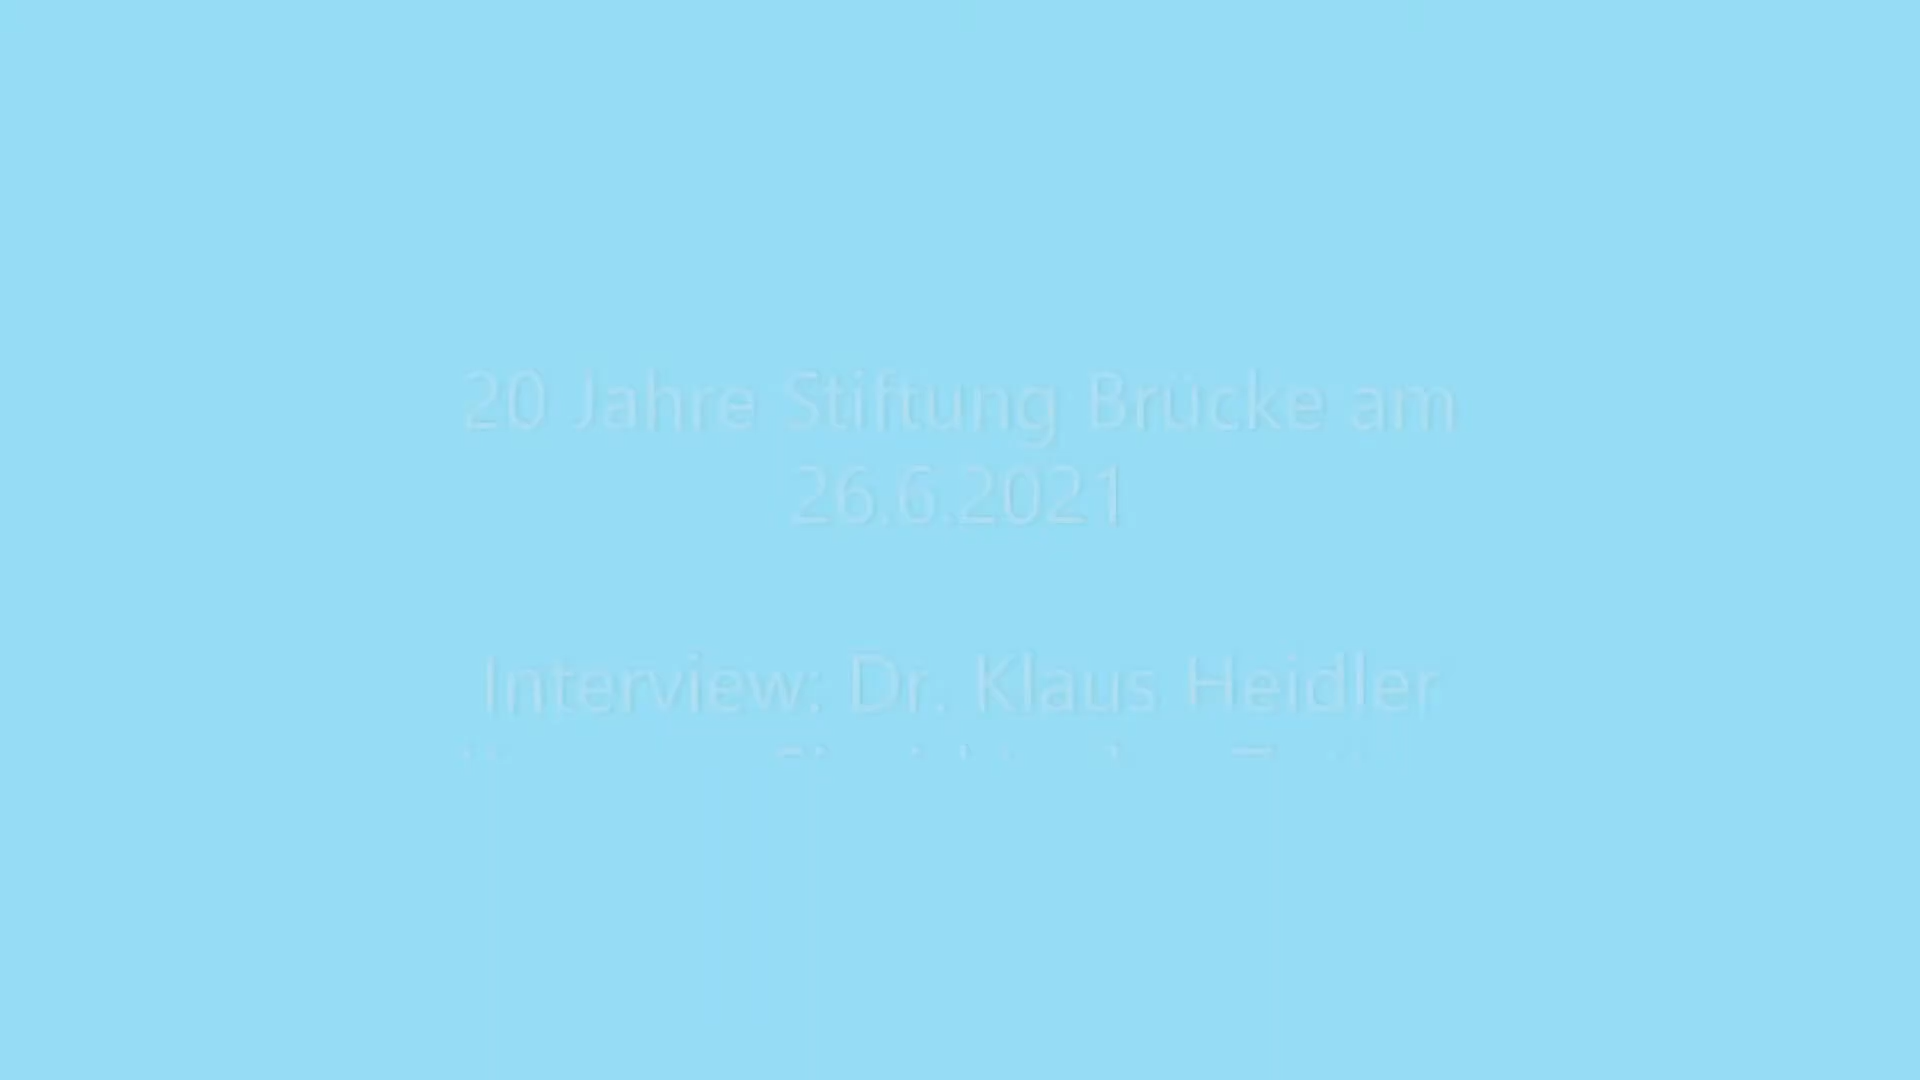 20 Jahre Stiftung Brücke am
26.6.2021
Interview: Dr. Klaus Heidler